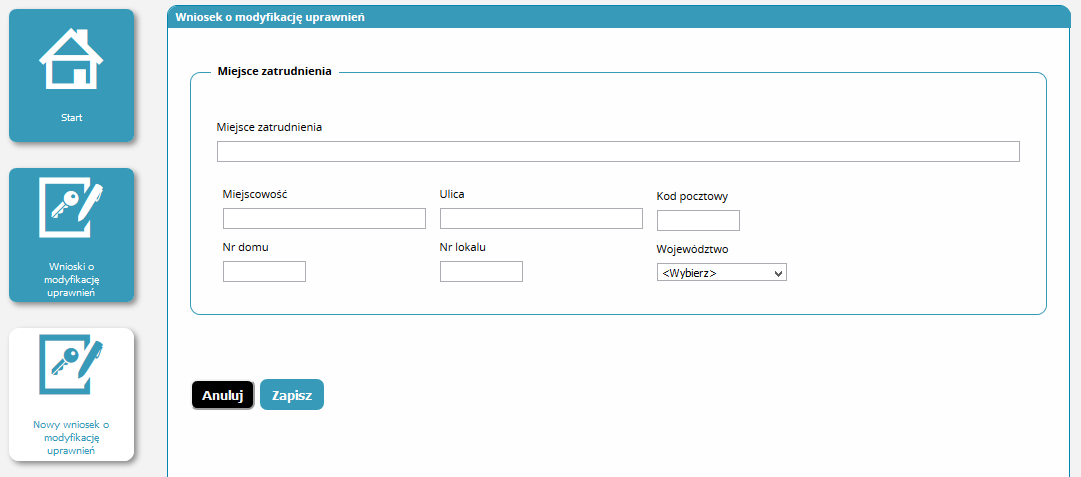 Start
Wnioski o
modyfikację
uprawnień
Nowy wniosek o
modyfikację
uprawnień
Wniosek o modyfikację uprawnień
Miejsce zatrudnienia
Miejsce zatrudnienia
Miejscowość
Ulica
Kod pocztowy
Nr domu
Nr lokalu
Województwo
<Wybierz>
Anuluj
Zapisz